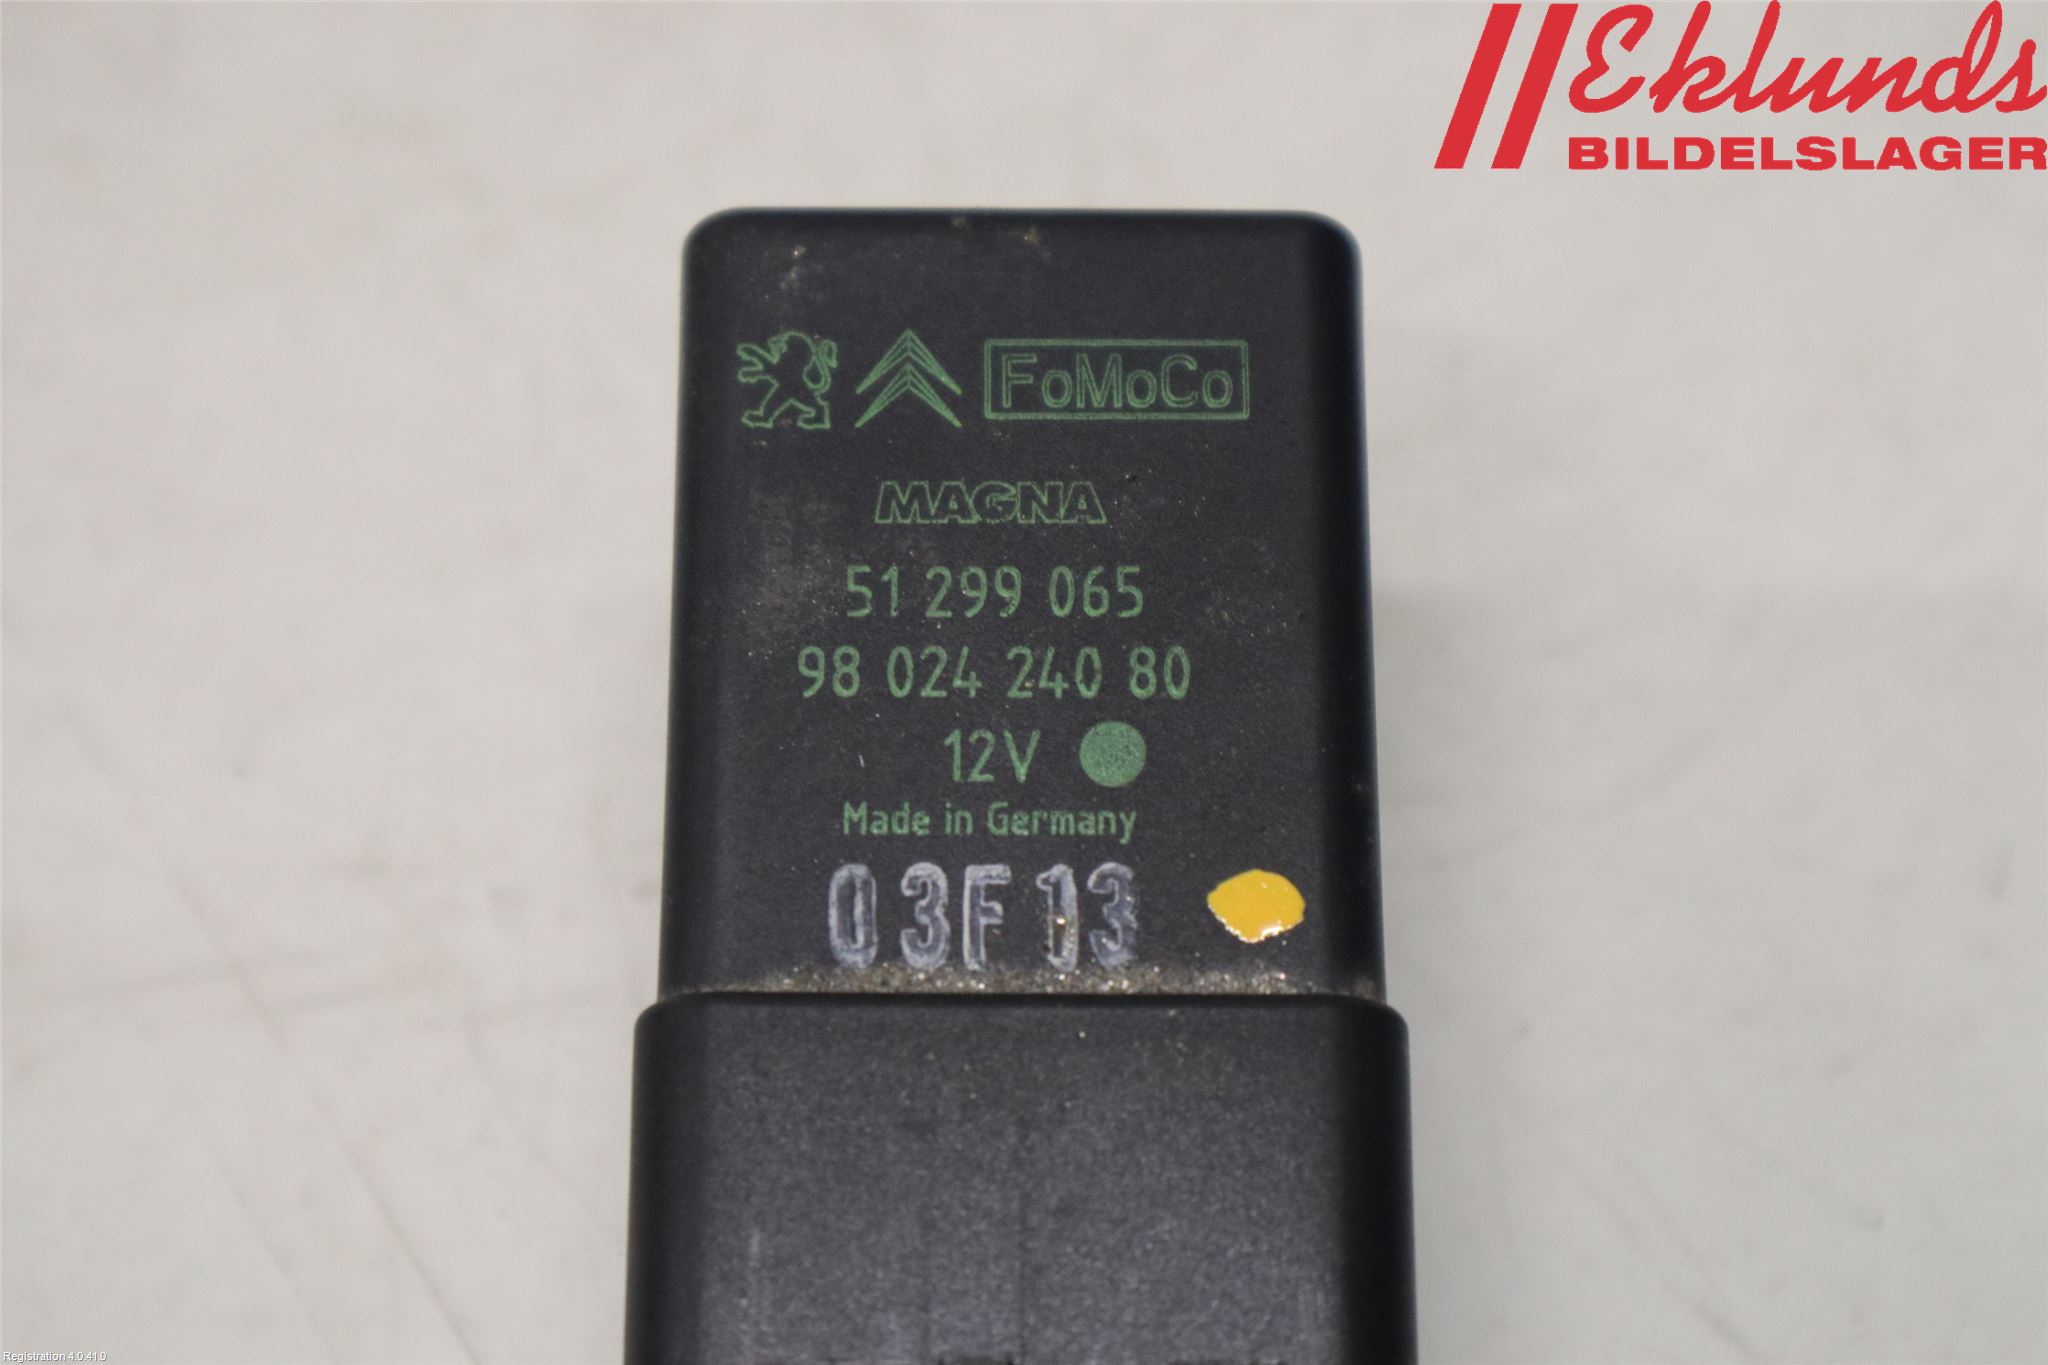 Eklunds
BILDELSLAGER
FoMoCo
MAGNA
51 299 065
98 024 240 80
12V
Made in Germany
03F13
Registration 4.0.41.0